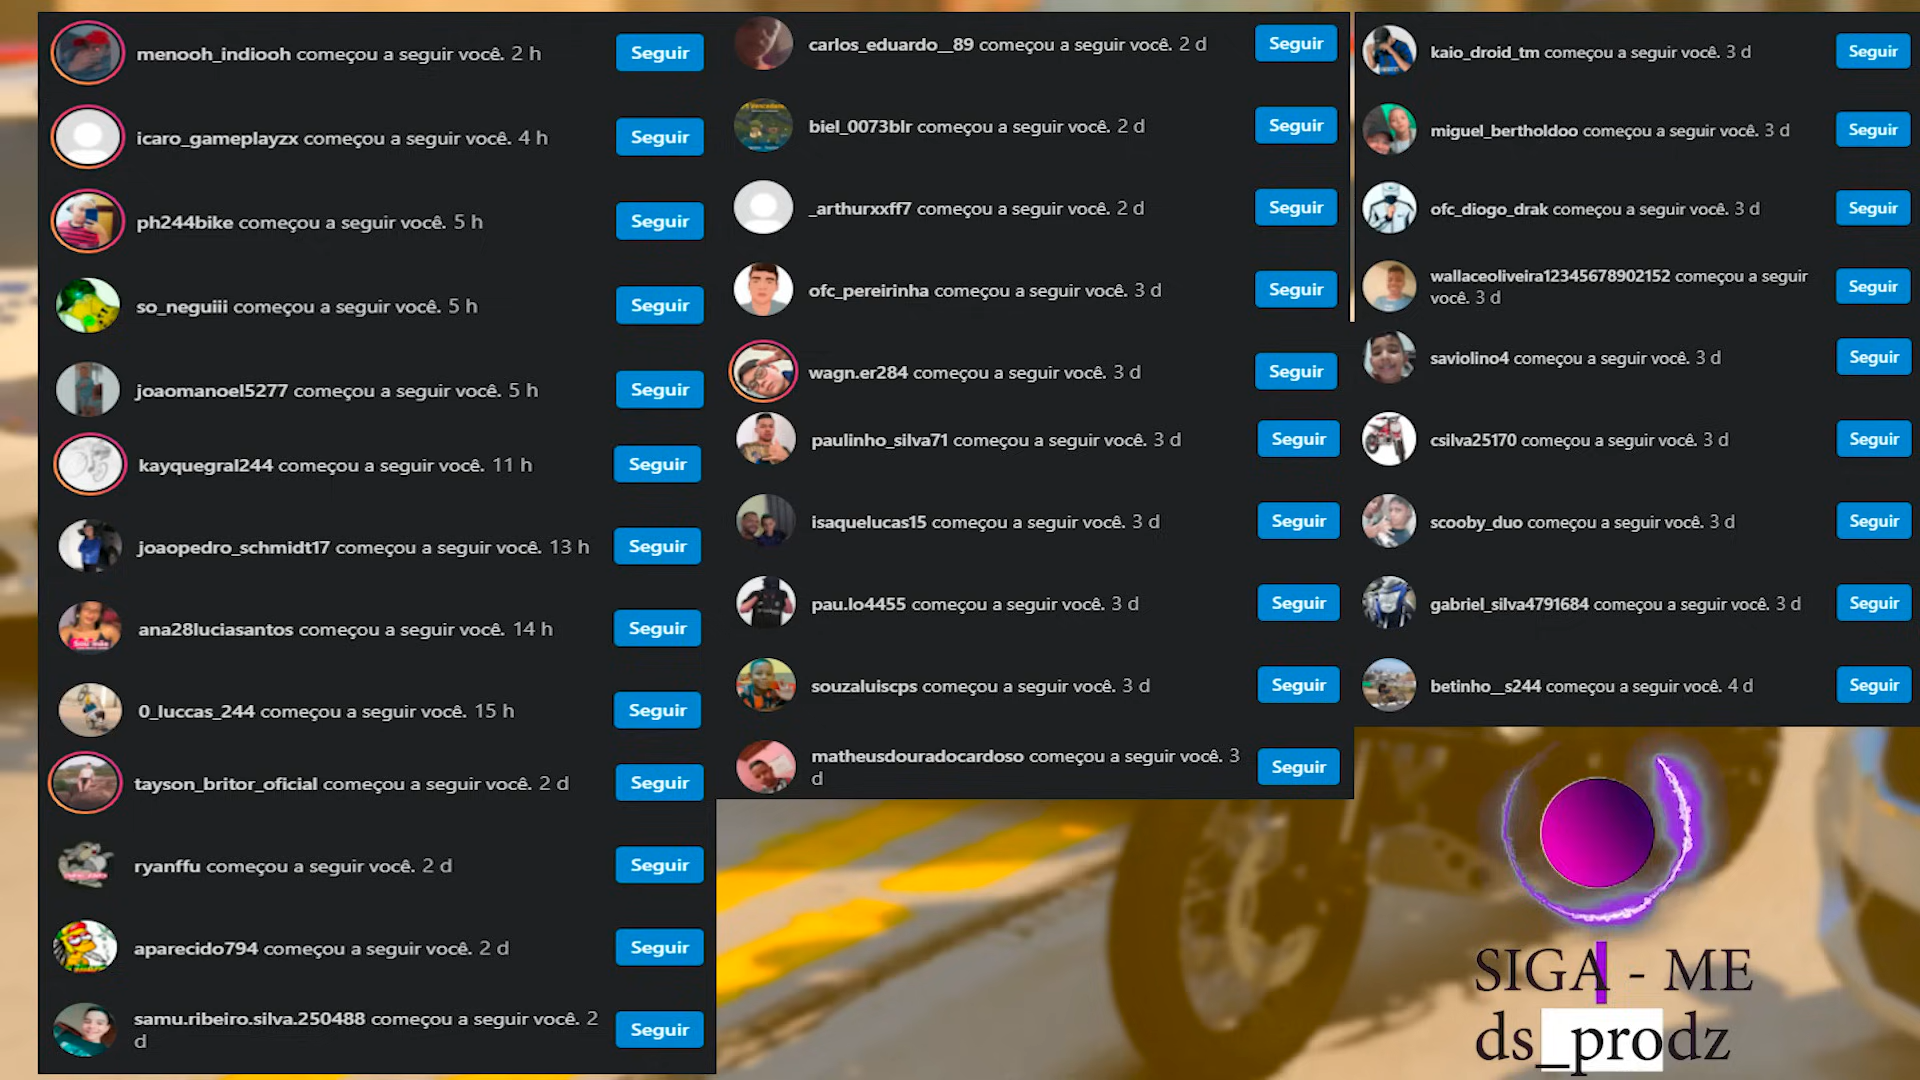 menooh_indiooh começou a seguir você. 2 h
Seguir
icaro_gameplayzx começou a seguir você. 4 h
Seguir
ph244bike começou a seguir você. 5 h
Seguir
so_neguiii começou a seguir você. 5 h
Seguir
joaomanoel5277 começou a seguir você. 5 h
Seguir
kayquegral244 começou a seguir você. 11 h
Seguir
joaopedro_schmidt17 começou a seguir você. 13 h
Seguir
ana28luciasantos começou a seguir você. 14 h
Seguir
0_luccas_244 começou a seguir você. 15 h
Seguir
tayson_britor_oficial começou a seguir você. 2 d
Seguir
ryanffu começou a seguir você. 2 d
Seguir
aparecido794 começou a seguir você. 2 d
Seguir
samu.ribeiro.silva.250488 começou a seguir você. 2
d
Seguir
carlos_eduardo__89 começou a seguir você. 2 d
Seguir
biel_0073blr começou a seguir você. 2 d
Seguir
_arthurxxff7 começou a seguir você. 2 d
Seguir
ofc_pereirinha começou a seguir você. 3 d
Seguir
wagn.er284 começou a seguir você. 3 d
Seguir
paulinho_silva71 começou a seguir você. 3 d
Seguir
isaquelucas15 começou a seguir você. 3 d
Seguir
pau.lo4455 começou a seguir você. 3 d
Seguir
souzaluiscps começou a seguir você. 3 d
Seguir
matheusdouradocardoso começou a seguir você. 3
d
Seguir
kaio_droid_tm começou a seguir você. 3 d
Seguir
miguel_bertholdoo começou a seguir você. 3 d
Seguir
ofc_diogo_drak começou a seguir você. 3 d
Seguir
wallaceoliveira12345678902152 começou a seguir
você. 3 d
Seguir
saviolino4 começou a seguir você. 3 d
Seguir
csilva25170 começou a seguir você. 3 d
Seguir
scooby_duo começou a seguir você. 3 d
Seguir
gabriel_silva4791684 começou a seguir você. 3 d
Seguir
betinho__s244 começou a seguir você. 4 d
Seguir
SIGA - ME
ds_prodz